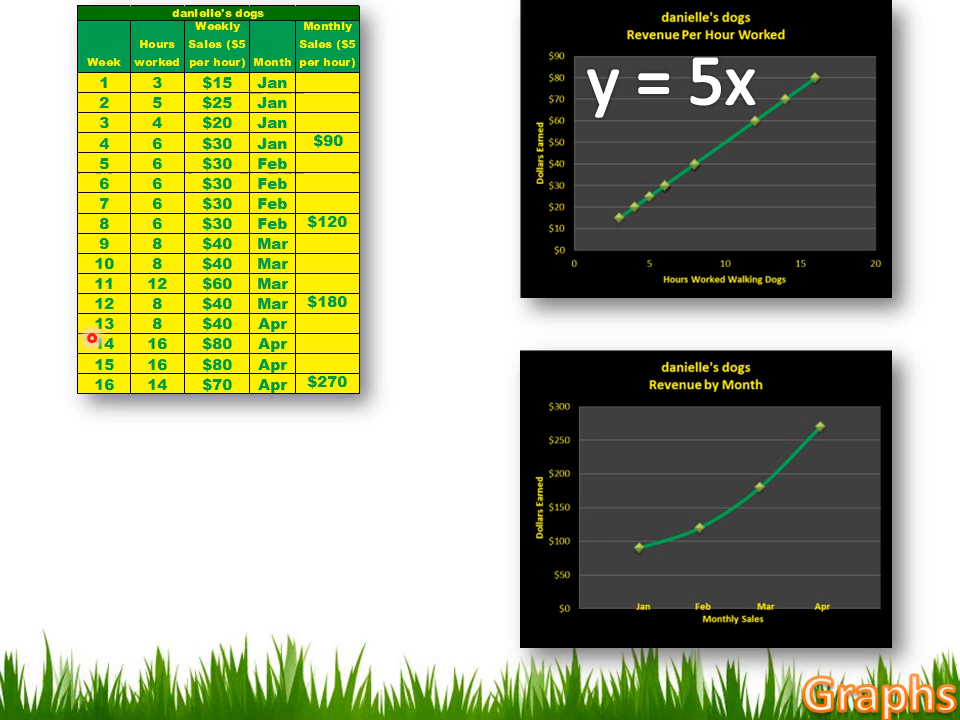 danielle's dogs
Week Hours worked Weekly Sales ($5 per hour) Month Monthly Sales ($5 per hour)
1 3 $15 Jan
2 5 $25 Jan
3 4 $20 Jan
4 6 $30 Jan $90
5 6 $30 Feb
6 6 $30 Feb
7 6 $30 Feb
8 6 $30 Feb $120
9 8 $40 Mar
10 8 $40 Mar
11 12 $60 Mar
12 8 $40 Mar $180
13 8 $40 Apr
14 16 $80 Apr
15 16 $80 Apr
16 14 $70 Apr $270
danielle's dogs
Revenue Per Hour Worked
y = 5x
Dollars Earned
$90
$80
$70
$60
$50
$40
$30
$20
$10
$0
0 5 10 15 20
Hours Worked Walking Dogs
danielle's dogs
Revenue by Month
Dollars Earned
$300
$250
$200
$150
$100
$50
$0
Jan Feb Mar Apr
Monthly Sales
Graphs